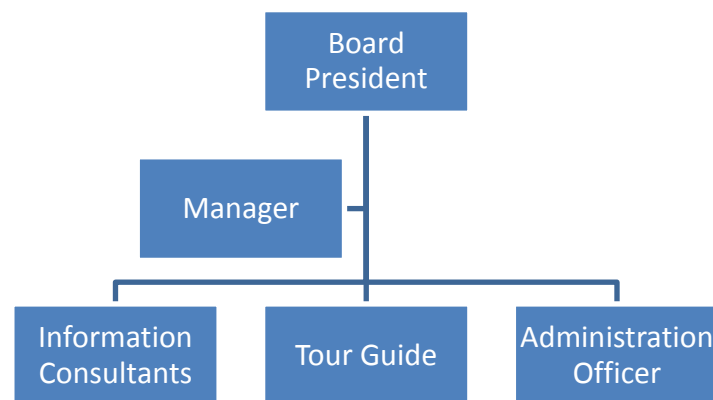 Board
President
Manager
Information
Consultants
Tour Guide
Administration
Officer